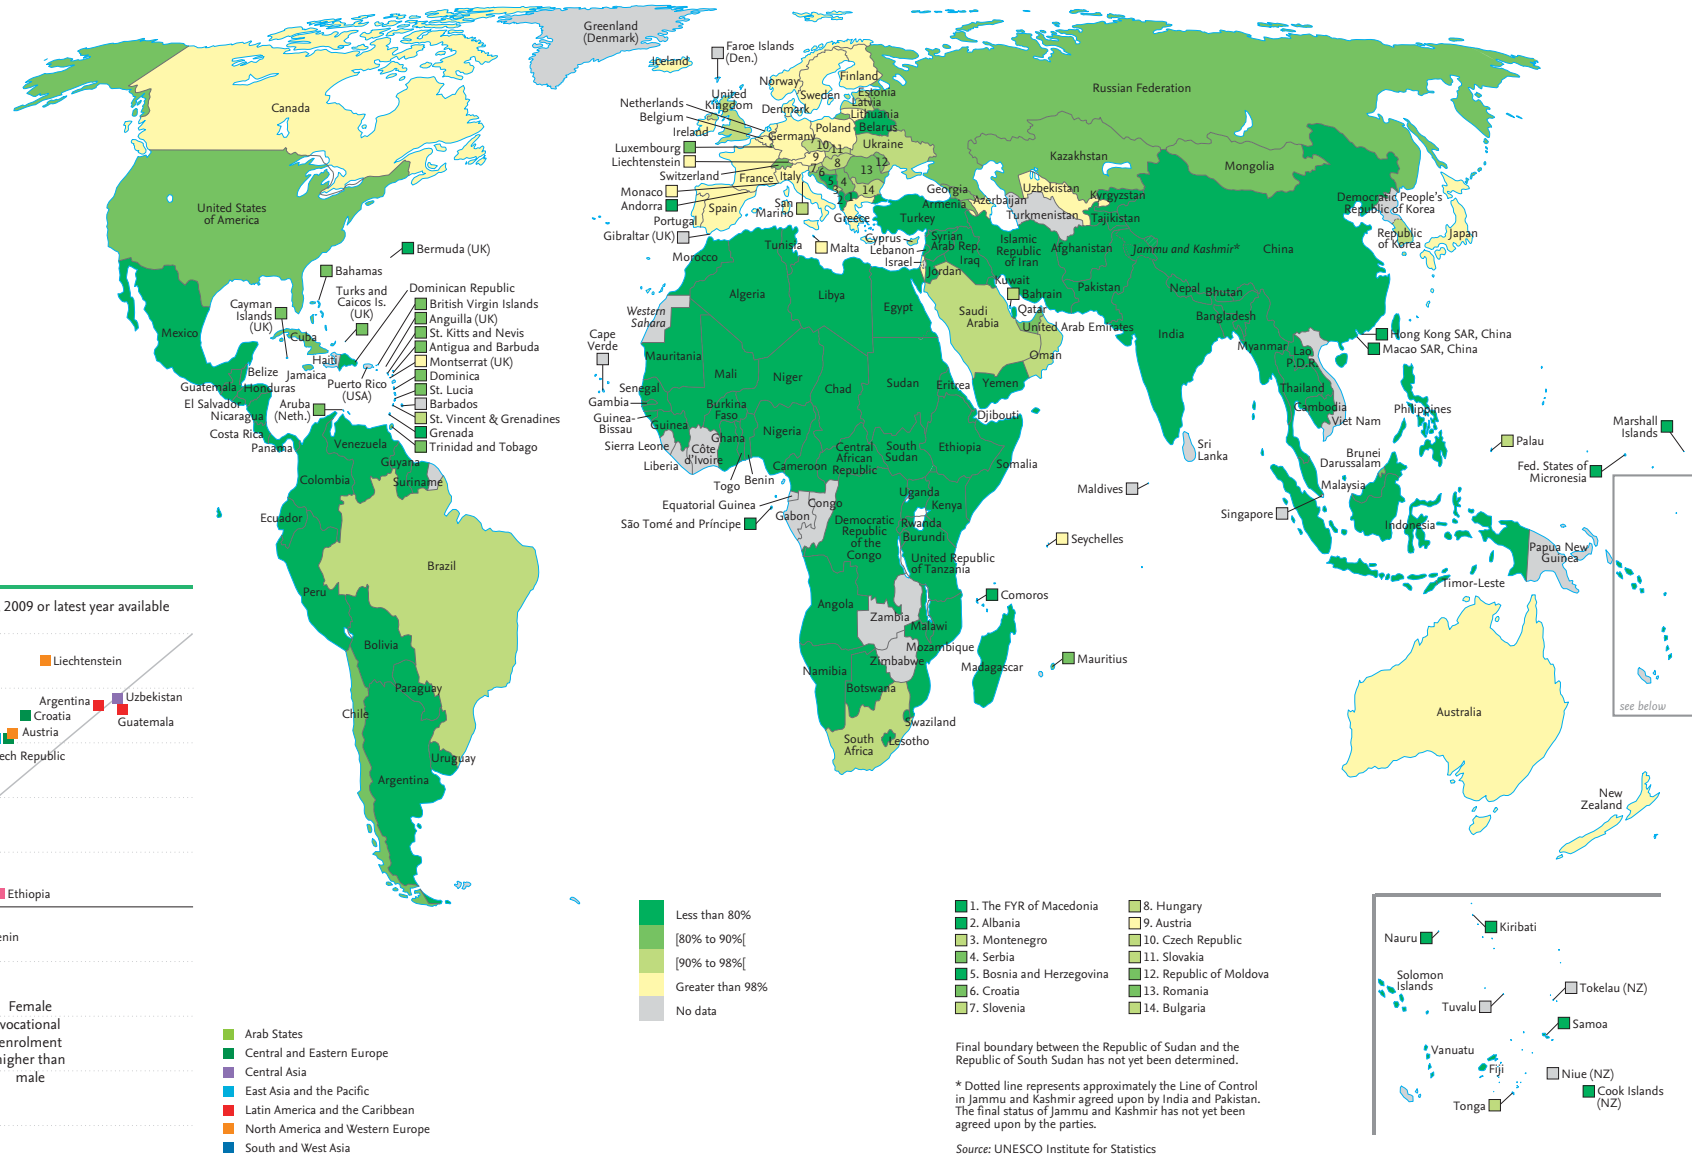 Greenland
(Denmark)
Faroe Islands
(Den.)
Iceland
Norway
Finland
Sweden
Estonia
Latvia
Lithuania
Belarus
Denmark
United
Kingdom
Netherlands
Belgium
Ireland
Germany
Poland
Ukraine
Luxembourg
Liechtenstein
Switzerland
France
Italy
Monaco
Andorra
Spain
Portugal
San
Marino
Gibraltar (UK)
Greece
Malta
10
11
9
8
12
13
7
6
5
4
3
14
2
1
Russian Federation
Kazakhstan
Mongolia
Georgia
Armenia
Azerbaijan
Uzbekistan
Kyrgyzstan
Turkmenistan
Tajikistan
Turkey
Cyprus
Lebanon
Israel
Syrian
Arab Rep.
Iraq
Islamic
Republic
of Iran
Afghanistan
Jammu and Kashmir*
China
Democratic People's
Republic of Korea
Republic
of Korea
Japan
Jordan
Kuwait
Bahrain
Qatar
Pakistan
Nepal
Bhutan
Bangladesh
Saudi
Arabia
United Arab Emirates
Oman
Yemen
India
Myanmar
Lao
P.D.R.
Hong Kong SAR, China
Macao SAR, China
Thailand
Cambodia
Viet Nam
Philippines
Sri
Lanka
Maldives
Brunei
Darussalam
Malaysia
Singapore
Indonesia
Palau
Marshall
Islands
Fed. States of
Micronesia
Papua New
Guinea
Timor-Leste
Australia
New
Zealand
see below
Canada
United States
of America
Bermuda (UK)
Bahamas
Turks and
Caicos Is.
(UK)
Cayman
Islands
(UK)
Dominican Republic
British Virgin Islands
Anguilla (UK)
St. Kitts and Nevis
Antigua and Barbuda
Montserrat (UK)
Dominica
St. Lucia
Barbados
St. Vincent & Grenadines
Grenada
Trinidad and Tobago
Mexico
Cuba
Haiti
Jamaica
Puerto Rico
(USA)
Belize
Guatemala
Honduras
El Salvador
Nicaragua
Costa Rica
Panama
Aruba
(Neth.)
Venezuela
Guyana
Suriname
Colombia
Ecuador
Peru
Brazil
Bolivia
Paraguay
Chile
Argentina
Uruguay
Morocco
Tunisia
Algeria
Libya
Egypt
Western
Sahara
Cape
Verde
Mauritania
Mali
Niger
Chad
Sudan
Eritrea
Djibouti
Senegal
Gambia
Guinea-
Bissau
Guinea
Sierra Leone
Liberia
Côte
d'Ivoire
Burkina
Faso
Ghana
Togo
Benin
Nigeria
Cameroon
Central
African
Republic
South
Sudan
Ethiopia
Somalia
Equatorial Guinea
São Tomé and Príncipe
Gabon
Congo
Democratic
Republic
of the
Congo
Uganda
Kenya
Rwanda
Burundi
United Republic
of Tanzania
Seychelles
Comoros
Angola
Zambia
Malawi
Mozambique
Zimbabwe
Namibia
Botswana
Madagascar
Mauritius
Swaziland
Lesotho
South
Africa
2009 or latest year available
Liechtenstein
Argentina
Uzbekistan
Guatemala
Croatia
Austria
ech Republic
Ethiopia
enin
Female
vocational
enrolment
igher than
male
Arab States
Central and Eastern Europe
Central Asia
East Asia and the Pacific
Latin America and the Caribbean
North America and Western Europe
South and West Asia
Less than 80%
[80% to 90%[
[90% to 98%[
Greater than 98%
No data
1. The FYR of Macedonia
2. Albania
3. Montenegro
4. Serbia
5. Bosnia and Herzegovina
6. Croatia
7. Slovenia
8. Hungary
9. Austria
10. Czech Republic
11. Slovakia
12. Republic of Moldova
13. Romania
14. Bulgaria
Final boundary between the Republic of Sudan and the
Republic of South Sudan has not yet been determined.
* Dotted line represents approximately the Line of Control
in Jammu and Kashmir agreed upon by India and Pakistan.
The final status of Jammu and Kashmir has not yet been
agreed upon by the parties.
Source: UNESCO Institute for Statistics
Nauru
Kiribati
Solomon
Islands
Tuvalu
Tokelau (NZ)
Samoa
Vanuatu
Fiji
Niue (NZ)
Cook Islands
(NZ)
Tonga